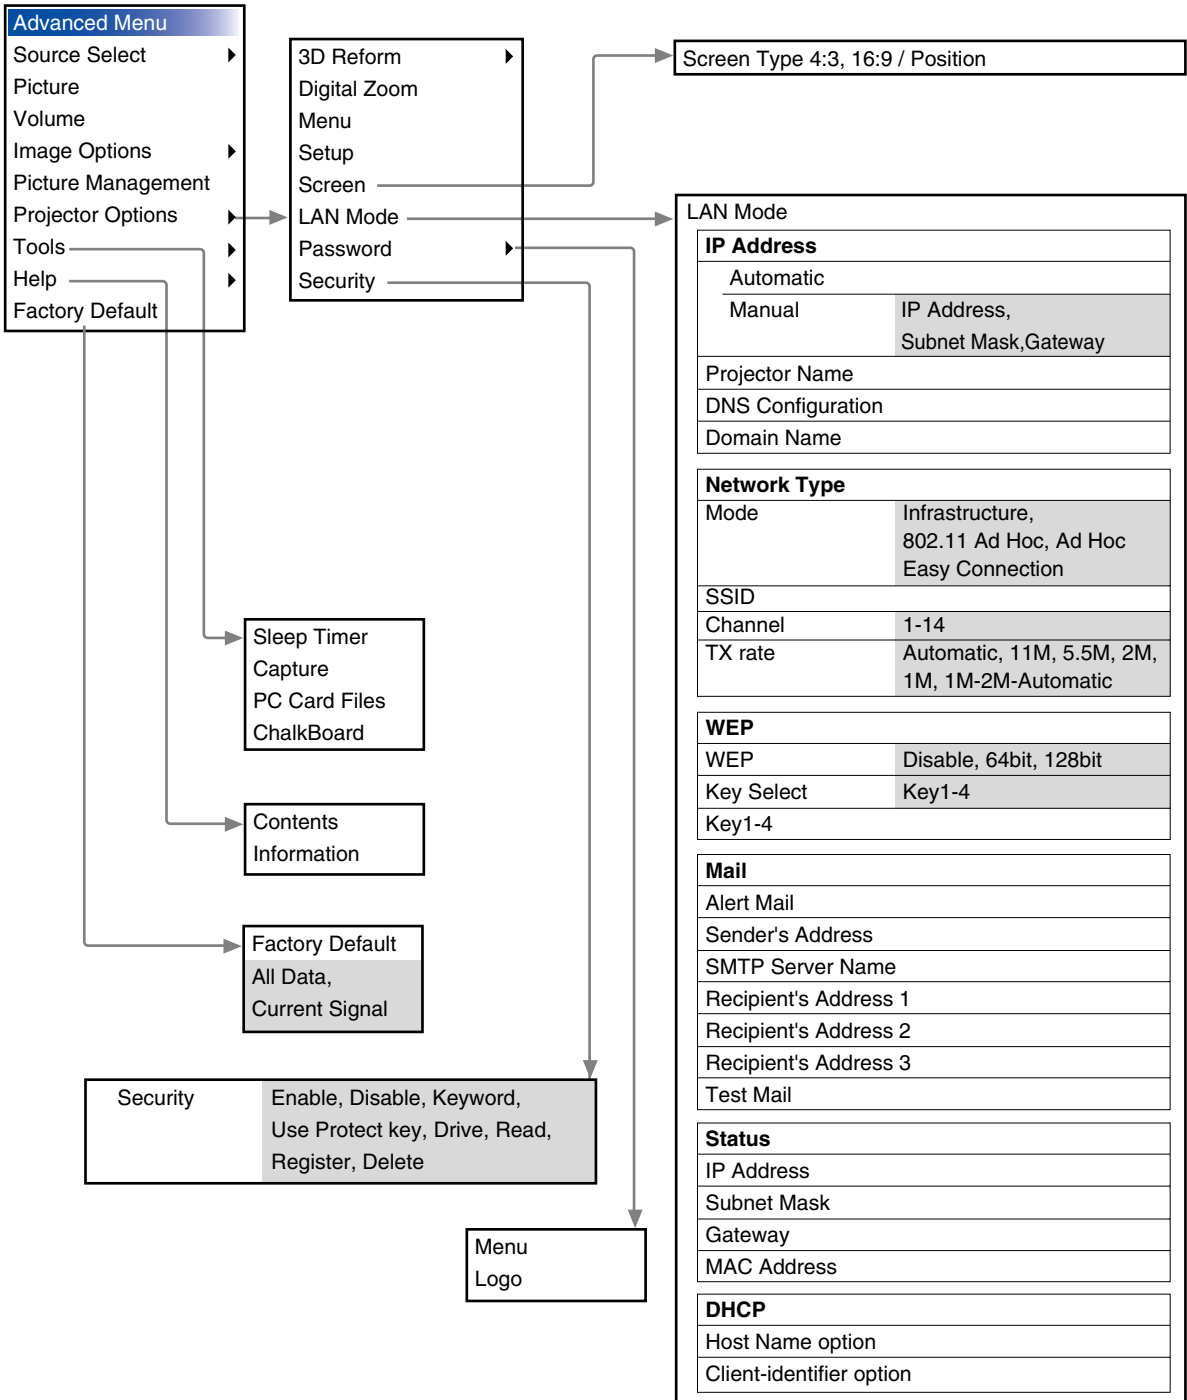 Advanced Menu
Source Select
Picture
Volume
Image Options
Picture Management
Projector Options
Tools
Help
Factory Default
3D Reform
Digital Zoom
Menu
Setup
Screen
LAN Mode
Password
Security
Screen Type 4:3, 16:9 / Position
Sleep Timer
Capture
PC Card Files
ChalkBoard
Contents
Information
Factory Default
All Data,
Current Signal
Security Enable, Disable, Keyword,
Use Protect key, Drive, Read,
Register, Delete
Menu
Logo
LAN Mode
IP Address
Automatic
Manual IP Address,
Subnet Mask,Gateway
Projector Name
DNS Configuration
Domain Name
Network Type
Mode Infrastructure,
802.11 Ad Hoc, Ad Hoc
Easy Connection
SSID
Channel 1-14
TX rate Automatic, 11M, 5.5M, 2M,
1M, 1M-2M-Automatic
WEP
WEP Disable, 64bit, 128bit
Key Select Key1-4
Key1-4
Mail
Alert Mail
Sender's Address
SMTP Server Name
Recipient's Address 1
Recipient's Address 2
Recipient's Address 3
Test Mail
Status
IP Address
Subnet Mask
Gateway
MAC Address
DHCP
Host Name option
Client-identifier option